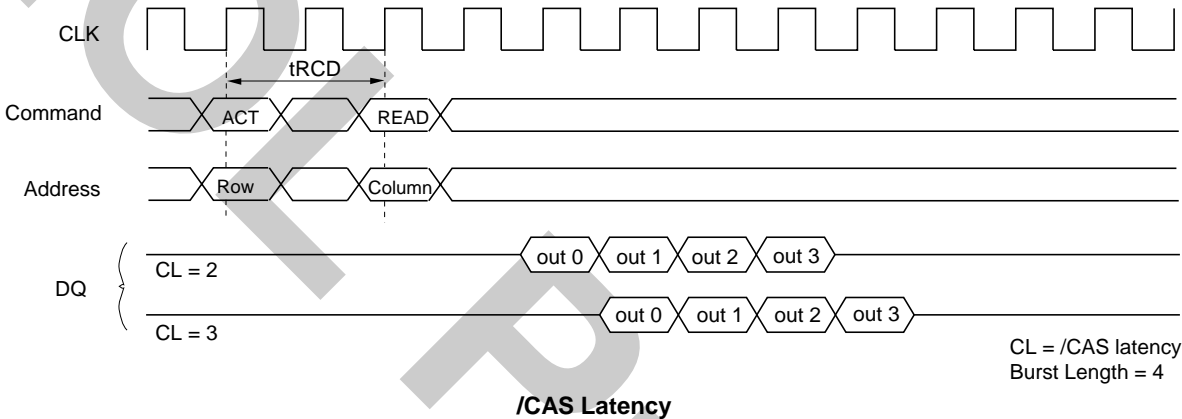 CLK
tRCD
Command
ACT
READ
Address
Row
Column
DQ
CL = 2
out 0
out 1
out 2
out 3
CL = 3
out 0
out 1
out 2
out 3
CL = /CAS latency
Burst Length = 4
/CAS Latency